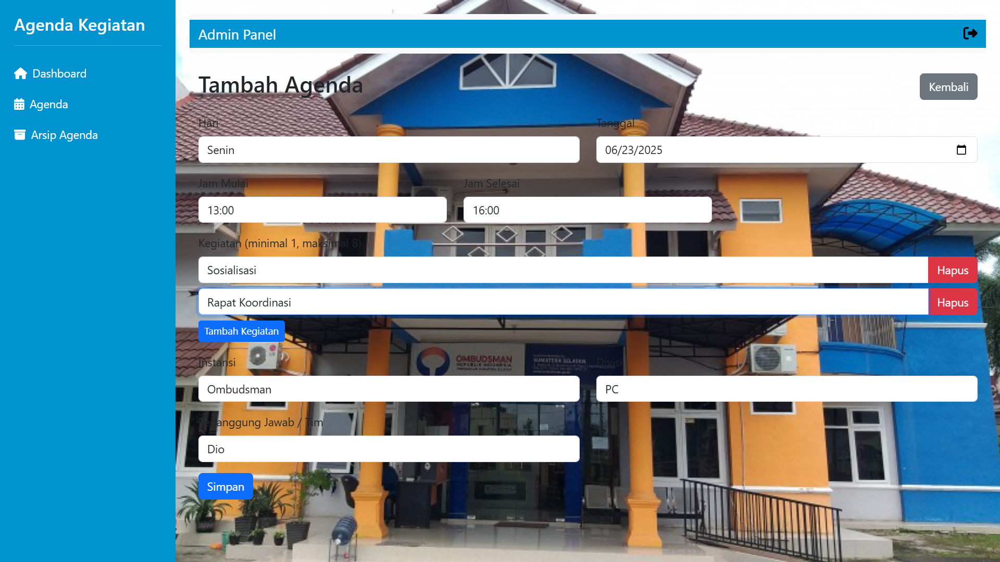 Agenda Kegiatan
Dashboard
Agenda
Arsip Agenda
Admin Panel
Tambah Agenda
Kembali
Hari
Tanggal
Senin
06/23/2025
Jam Mulai
Jam Selesai
13:00
16:00
Kegiatan (minimal 1, maksimal 8)
Sosialisasi
Hapus
Rapat Koordinasi
Hapus
Tambah Kegiatan
OMBUDSMAN
REPUBLIK INDONESIA
SUMATERA SELATAN
Instansi
Divisi
Ombudsman
PC
Penanggung Jawab / Tim
Dio
Simpan